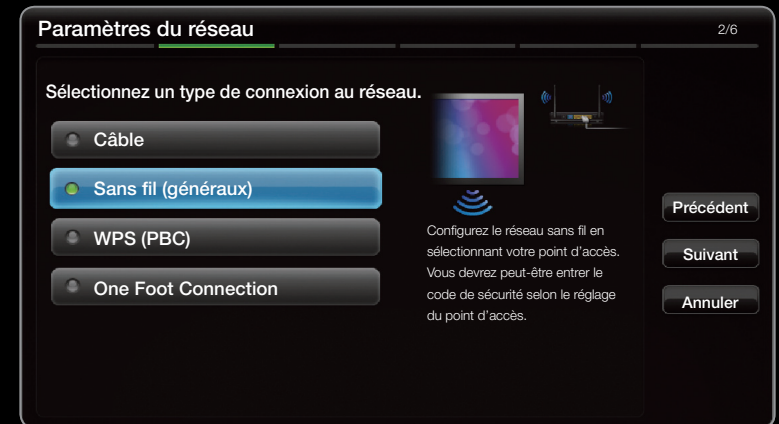 Paramètres du réseau
2/6
Sélectionnez un type de connexion au réseau.
Câble
Sans fil (généraux)
WPS (PBC)
One Foot Connection
Configurez le réseau sans fil en
sélectionnant votre point d'accès.
Vous devrez peut-être entrer le
code de sécurité selon le réglage
du point d'accès.
Précédent
Suivant
Annuler